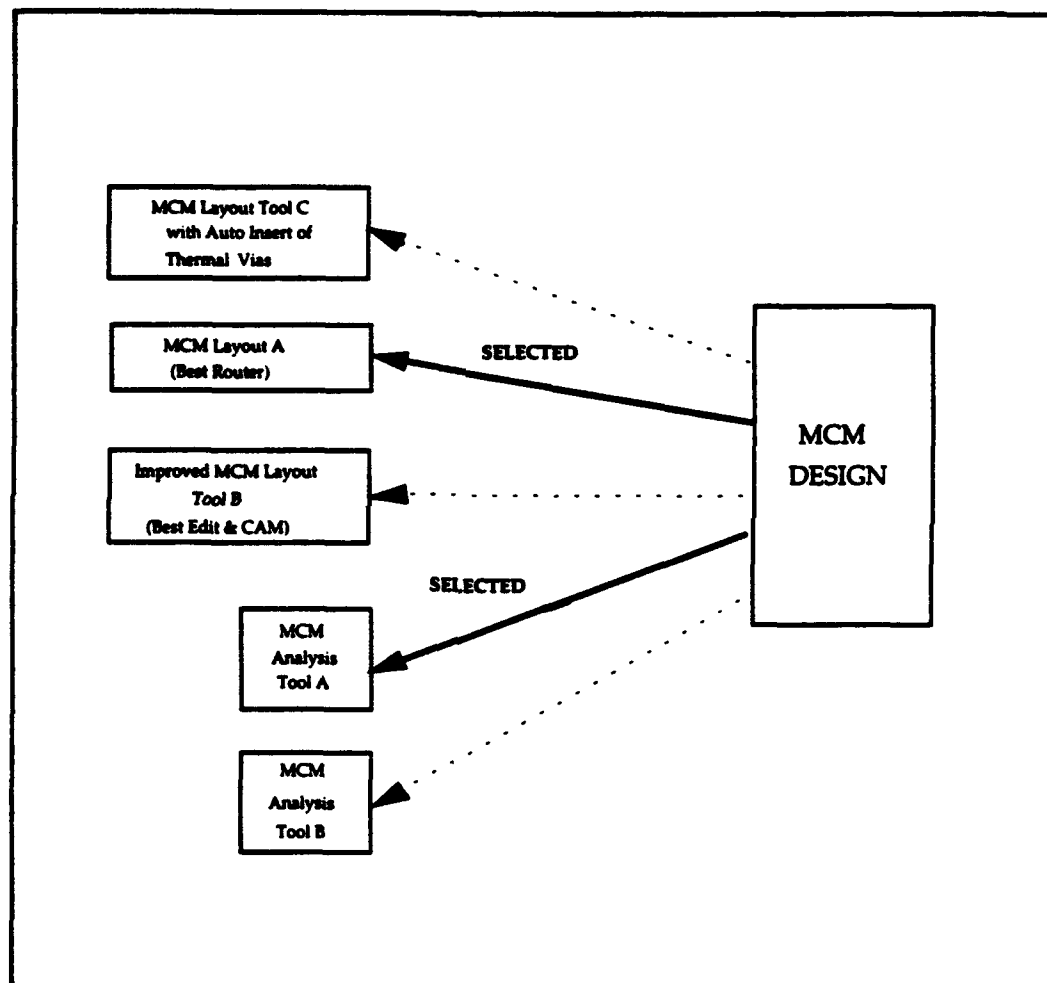 MCM Layout Tool C
with Auto Insert of
Thermal Vias
MCM Layout A
(Best Router)
SELECTED
Improved MCM Layout
Tool B
(Best Edit & CAM)
SELECTED
MCM
Analysis
Tool A
MCM
Analysis
Tool B
MCM
DESIGN